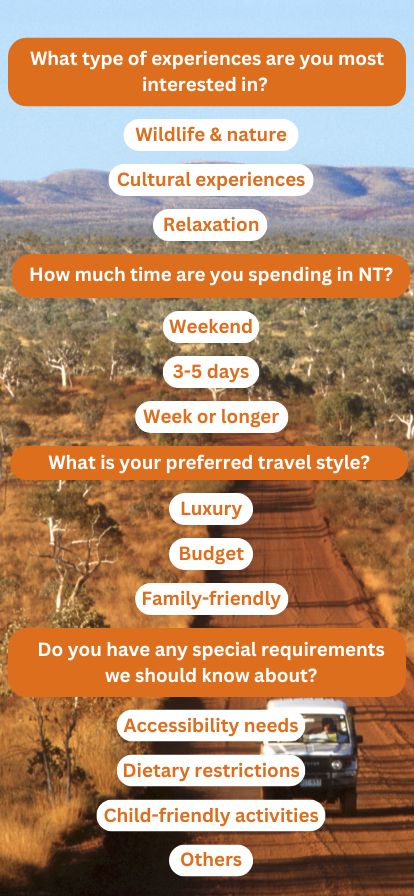 What type of experiences are you most
interested in?
Wildlife & nature
Cultural experiences
Relaxation
How much time are you spending in NT?
Weekend
3-5 days
Week or longer
What is your preferred travel style?
Luxury
Budget
Family-friendly
Do you have any special requirements
we should know about?
Accessibility needs
Dietary restrictions
Child-friendly activities
Others